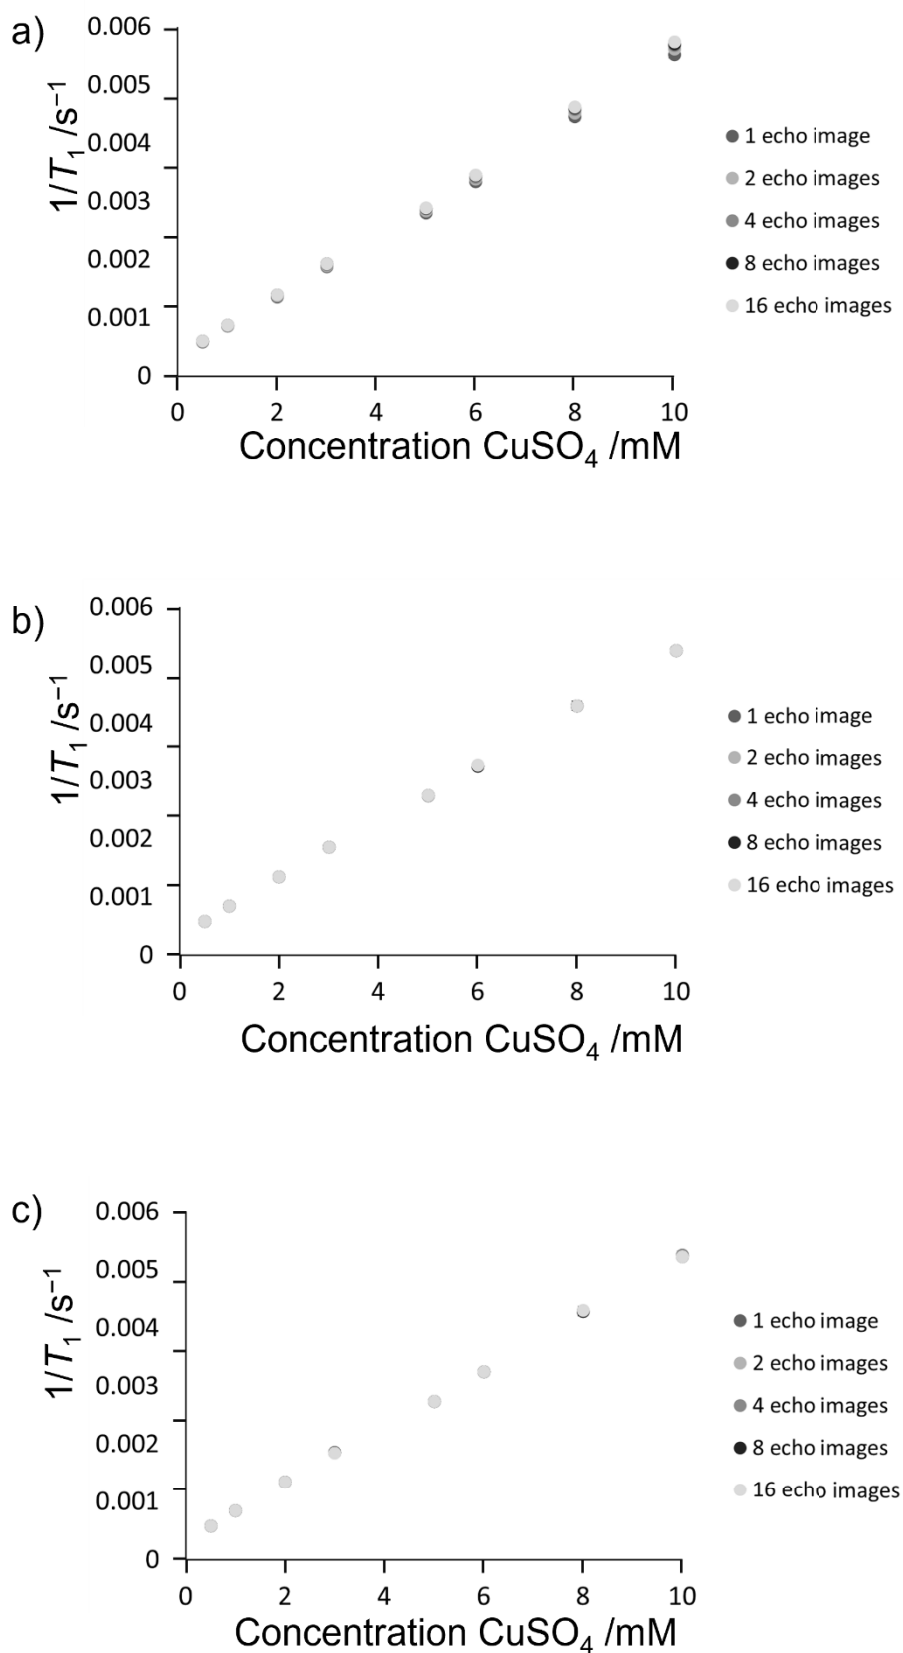 a)
1/T₁ /s⁻¹
0.006
0.005
0.004
0.003
0.002
0.001
0
0 2 4 6 8 10
Concentration CuSO₄ /mM
1 echo image
2 echo images
4 echo images
8 echo images
16 echo images
b)
1/T₁ /s⁻¹
0.006
0.005
0.004
0.003
0.002
0.001
0
0 2 4 6 8 10
Concentration CuSO₄ /mM
1 echo image
2 echo images
4 echo images
8 echo images
16 echo images
c)
1/T₁ /s⁻¹
0.006
0.005
0.004
0.003
0.002
0.001
0
0 2 4 6 8 10
Concentration CuSO₄ /mM
1 echo image
2 echo images
4 echo images
8 echo images
16 echo images